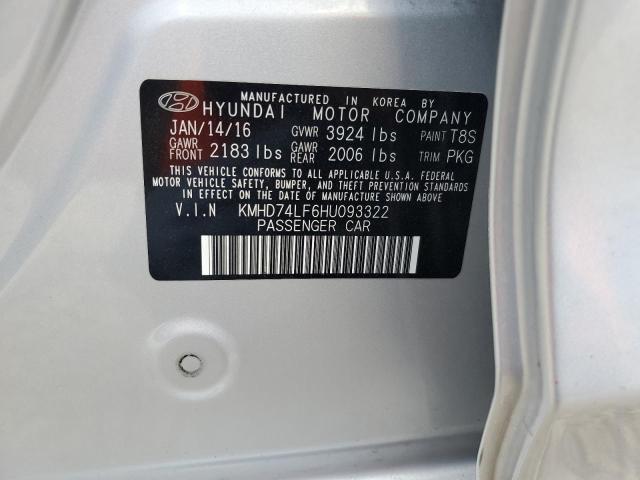 MANUFACTURED IN KOREA BY
HYUNDAI MOTOR COMPANY
JAN/14/16 GVWR 3924 lbs PAINT T8S
GAWR FRONT 2183 lbs GAWR REAR 2006 lbs TRIM PKG
THIS VEHICLE CONFORMS TO ALL APPLICABLE U.S.A. FEDERAL
MOTOR VEHICLE SAFETY, BUMPER, AND THEFT PREVENTION STANDARDS
IN EFFECT ON THE DATE OF MANUFACTURE SHOWN ABOVE.
V.I.N KMHD74LF6HU093322
PASSENGER CAR